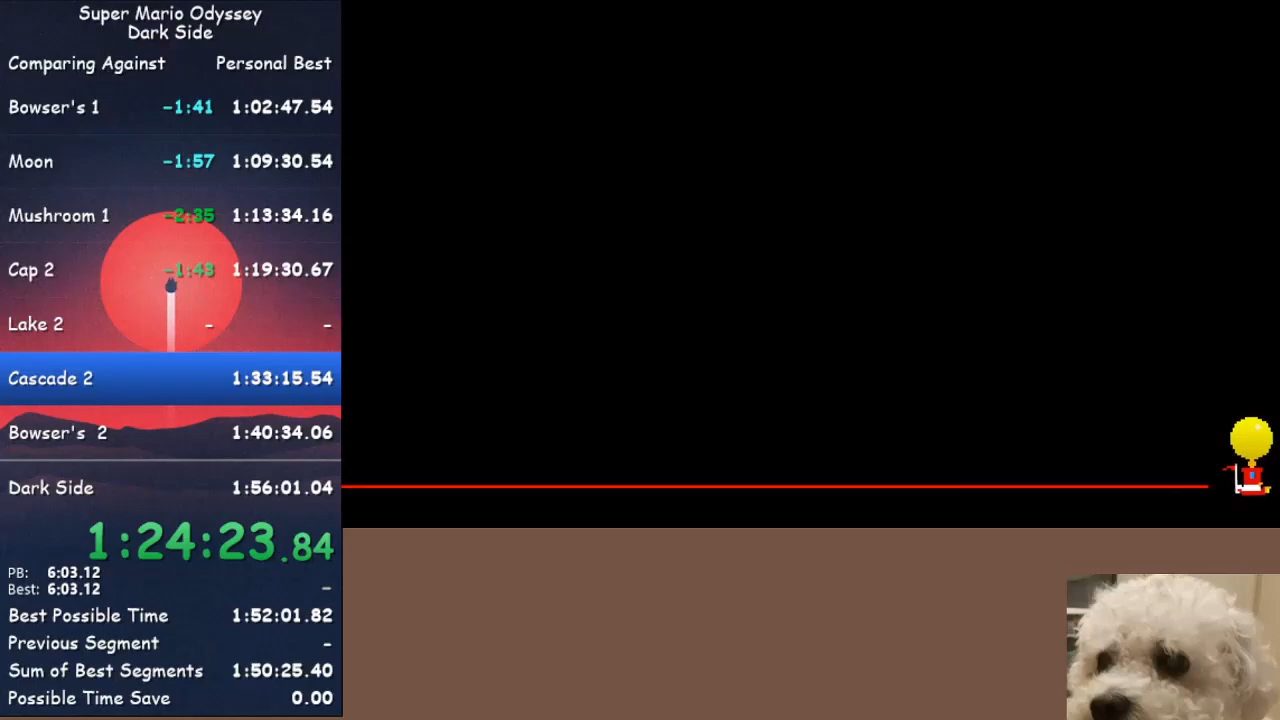 Super Mario Odyssey
Dark Side
Comparing Against Personal Best
Bowser's 1 -1:41 1:02:47.54
Moon -1:57 1:09:30.54
Mushroom 1 -2:35 1:13:34.16
Cap 2 -1:43 1:19:30.67
Lake 2 - -
Cascade 2 1:33:15.54
Bowser's 2 1:40:34.06
Dark Side 1:56:01.04
1:24:23.84
PB: 6:03.12
Best: 6:03.12 -
Best Possible Time 1:52:01.82
Previous Segment -
Sum of Best Segments 1:50:25.40
Possible Time Save 0.00